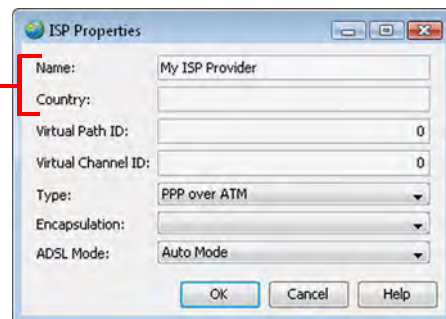 ISP Properties
Name: My ISP Provider
Country:
Virtual Path ID: 0
Virtual Channel ID: 0
Type: PPP over ATM
Encapsulation:
ADSL Mode: Auto Mode
OK Cancel Help